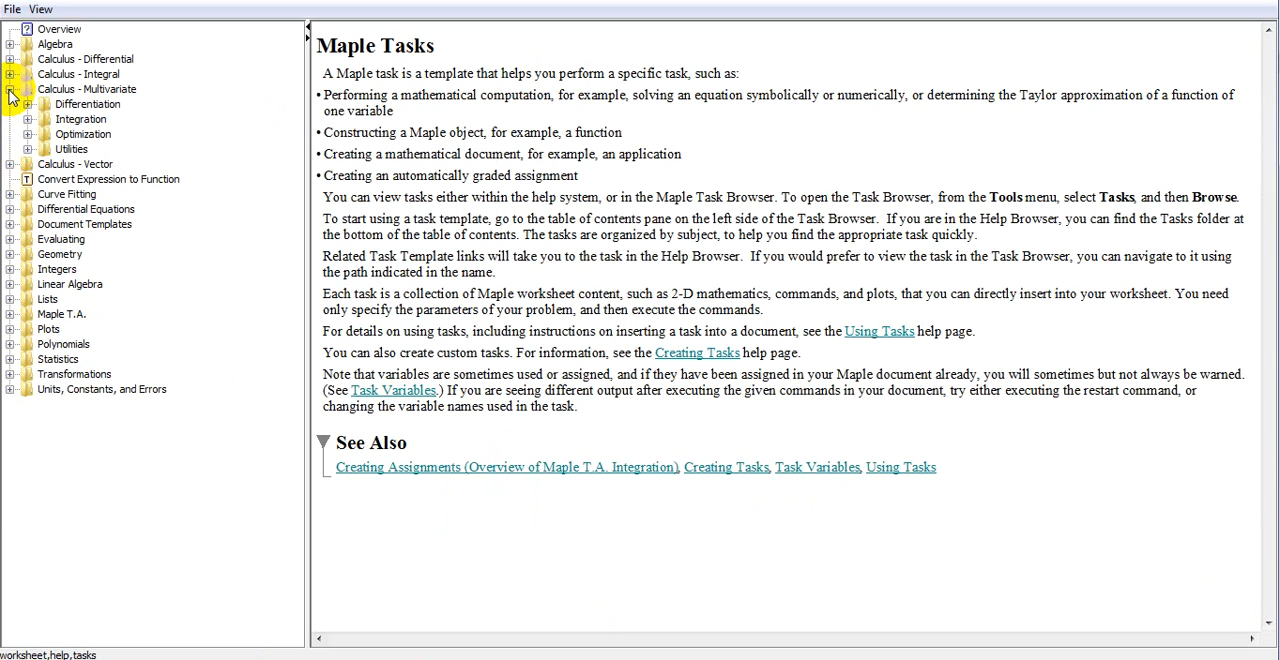 File View
Overview
Algebra
Calculus - Differential
Calculus - Integral
Calculus - Multivariate
Differentiation
Integration
Optimization
Utilities
Calculus - Vector
Convert Expression to Function
Curve Fitting
Differential Equations
Document Templates
Evaluating
Geometry
Integers
Linear Algebra
Lists
Maple T.A.
Plots
Polynomials
Statistics
Transformations
Units, Constants, and Errors
Maple Tasks
A Maple task is a template that helps you perform a specific task, such as:
• Performing a mathematical computation, for example, solving an equation symbolically or numerically, or determining the Taylor approximation of a function of
one variable
• Constructing a Maple object, for example, a function
• Creating a mathematical document, for example, an application
• Creating an automatically graded assignment
You can view tasks either within the help system, or in the Maple Task Browser. To open the Task Browser, from the Tools menu, select Tasks, and then Browse.
To start using a task template, go to the table of contents pane on the left side of the Task Browser. If you are in the Help Browser, you can find the Tasks folder at
the bottom of the table of contents. The tasks are organized by subject, to help you find the appropriate task quickly.
Related Task Template links will take you to the task in the Help Browser. If you would prefer to view the task in the Task Browser, you can navigate to it using
the path indicated in the name.
Each task is a collection of Maple worksheet content, such as 2-D mathematics, commands, and plots, that you can directly insert into your worksheet. You need
only specify the parameters of your problem, and then execute the commands.
For details on using tasks, including instructions on inserting a task into a document, see the Using Tasks help page.
You can also create custom tasks. For information, see the Creating Tasks help page.
Note that variables are sometimes used or assigned, and if they have been assigned in your Maple document already, you will sometimes but not always be warned.
(See Task Variables.) If you are seeing different output after executing the given commands in your document, try either executing the restart command, or
changing the variable names used in the task.
See Also
Creating Assignments (Overview of Maple T.A. Integration), Creating Tasks, Task Variables, Using Tasks
worksheet,help,tasks